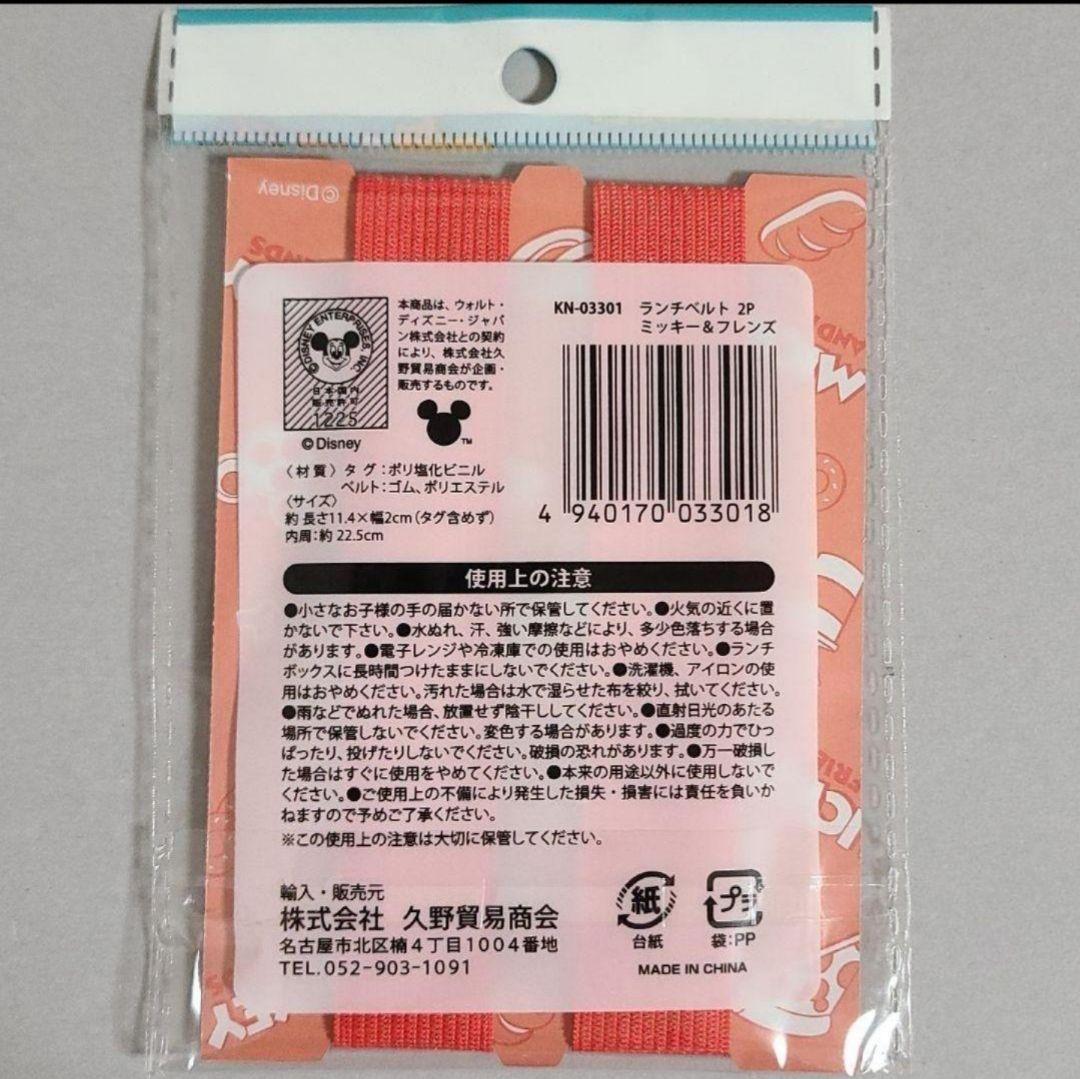 ©Disney
ANDS
©DISNEY ENTERPRISES, INC.
日本国内
販売許可
1225
©Disney
本商品は、ウォルト・
ディズニー・ジャパ
ン株式会社との契約
により、株式会社久
野貿易商会が企画・
販売するものです。
TM
KN-03301 ランチベルト 2P
ミッキー＆フレンズ
4 940170 033018
〈材質〉タグ：ポリ塩化ビニル
ベルト：ゴム、ポリエステル
〈サイズ〉
約 長さ11.4×幅2cm（タグ含めず）
内周：約 22.5cm
使用上の注意
●小さなお子様の手の届かない所で保管してください。●火気の近くに置
かないで下さい。●水ぬれ、汗、強い摩擦などにより、多少色落ちする場合
があります。●電子レンジや冷凍庫での使用はおやめください。●ランチ
ボックスに長時間つけたままにしないでください。●洗濯機、アイロンの使
用はおやめください。汚れた場合は水で湿らせた布を絞り、拭いてください。
●雨などでぬれた場合、放置せず陰干ししてください。●直射日光のあたる
場所で保管しないでください。変色する場合があります。●過度の力でひっ
ぱったり、投げたりしないでください。破損の恐れがあります。●万一破損し
た場合はすぐに使用をやめてください。●本来の用途以外に使用しないで
ください。●ご使用上の不備により発生した損失・損害には責任を負いか
ねますので予めご了承ください。
※この使用上の注意は大切に保管してください。
輸入・販売元
株式会社 久野貿易商会
名古屋市北区楠4丁目1004番地
TEL.052-903-1091
紙
台紙
プラ
袋：PP
MADE IN CHINA